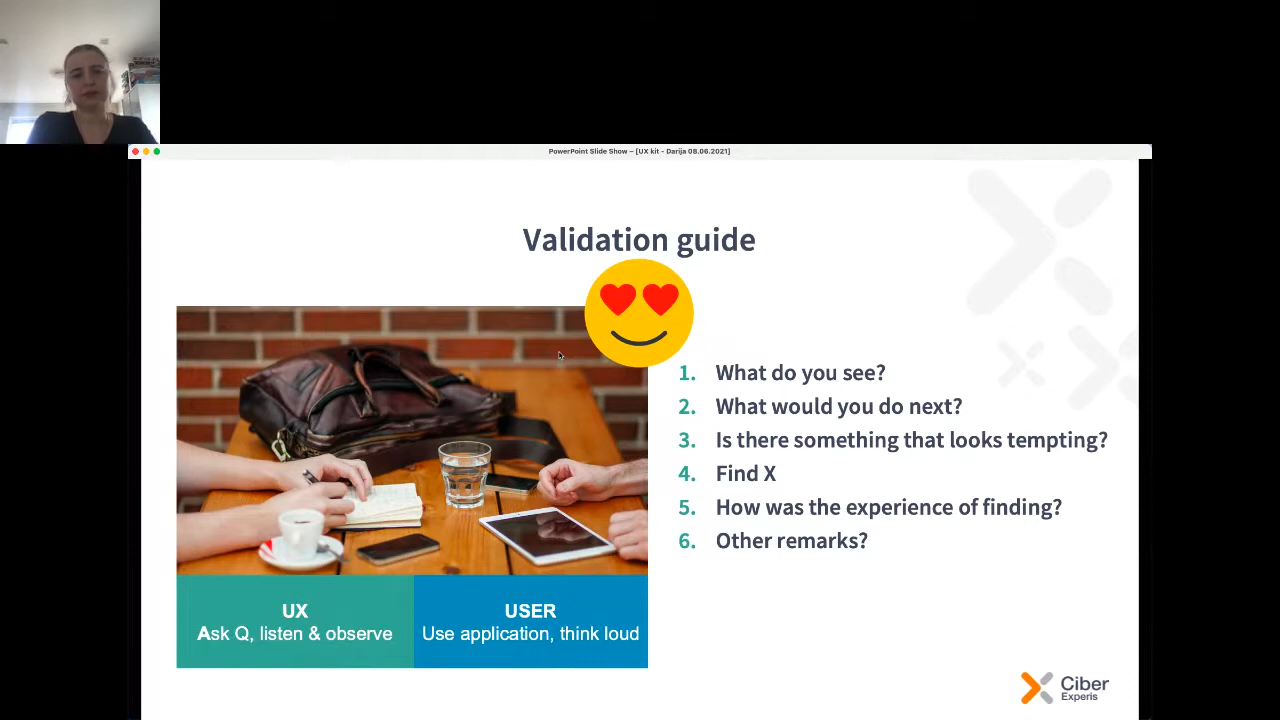 PowerPoint Slide Show – [UX kit - Darija 08.06.2021]
Validation guide
1. What do you see?
2. What would you do next?
3. Is there something that looks tempting?
4. Find X
5. How was the experience of finding?
6. Other remarks?
UX
Ask Q, listen & observe
USER
Use application, think loud
Ciber
Experis